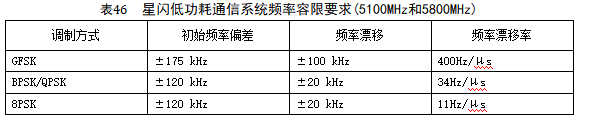 表46 星闪低功耗通信系统频率容限要求(5100MHz和5800MHz)
调制方式 初始频率偏差 频率漂移 频率漂移率
GFSK ±175 kHz ±100 kHz 400Hz/μs
BPSK/QPSK ±120 kHz ±20 kHz 34Hz/μs
8PSK ±120 kHz ±20 kHz 11Hz/μs